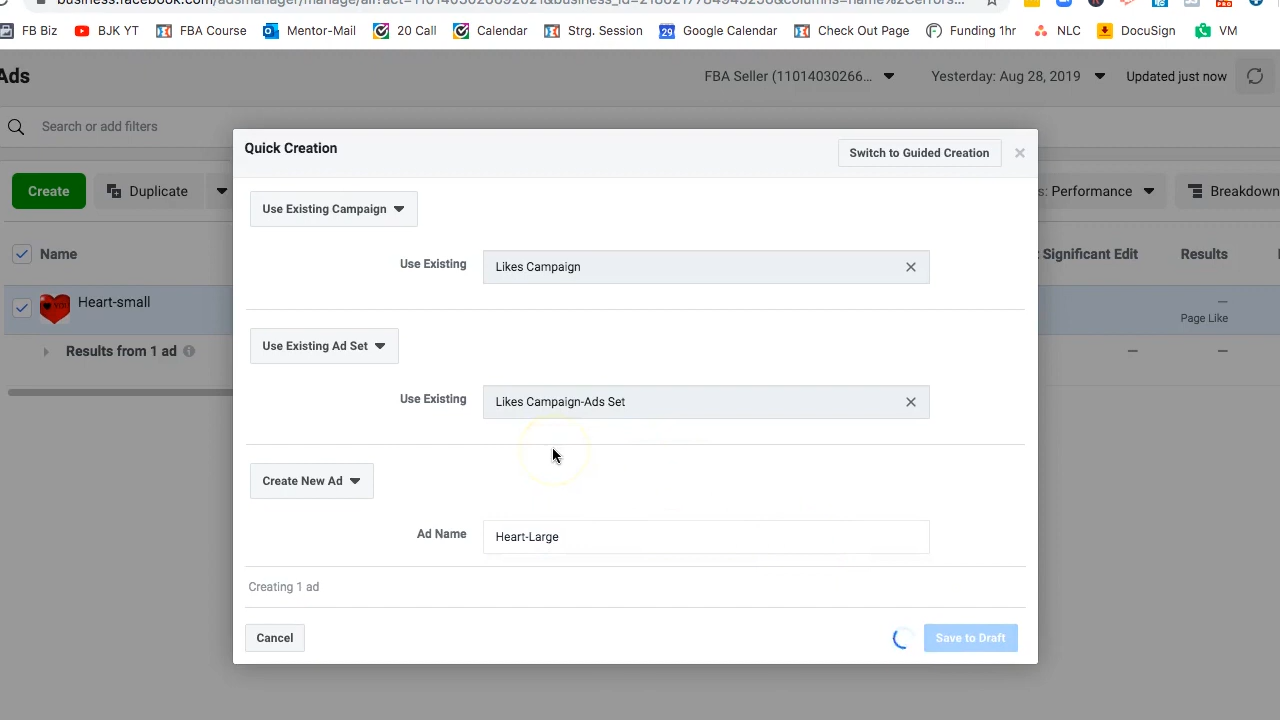 FB Biz BJK YT FBA Course Mentor-Mail 20 Call Calendar Strg. Session Google Calendar Check Out Page Funding 1hr NLC DocuSign VM
Ads FBA Seller (11014030266... Yesterday: Aug 28, 2019 Updated just now
Search or add filters
Quick Creation Switch to Guided Creation
Create Duplicate Use Existing Campaign s: Performance Breakdown
Name Use Existing Likes Campaign Significant Edit Results
Heart-small
Page Like
Use Existing Ad Set
Results from 1 ad
Use Existing Likes Campaign-Ads Set
Create New Ad
Ad Name Heart-Large
Creating 1 ad
Cancel Save to Draft